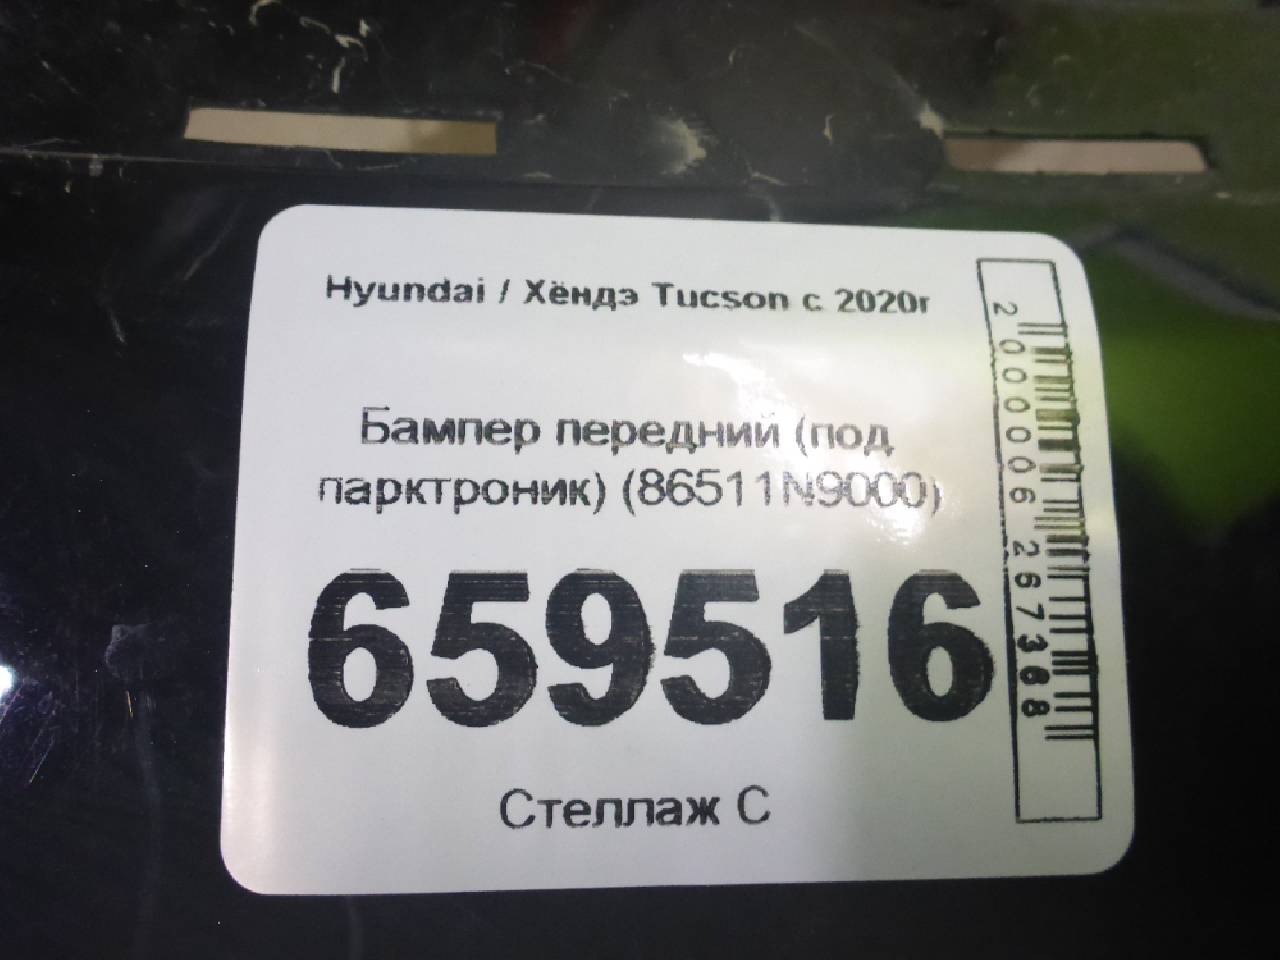 Hyundai / Хёндэ Tucson с 2020г
Бампер передний (под
парктроник) (86511N9000)
659516
Стеллаж С
2000006267368